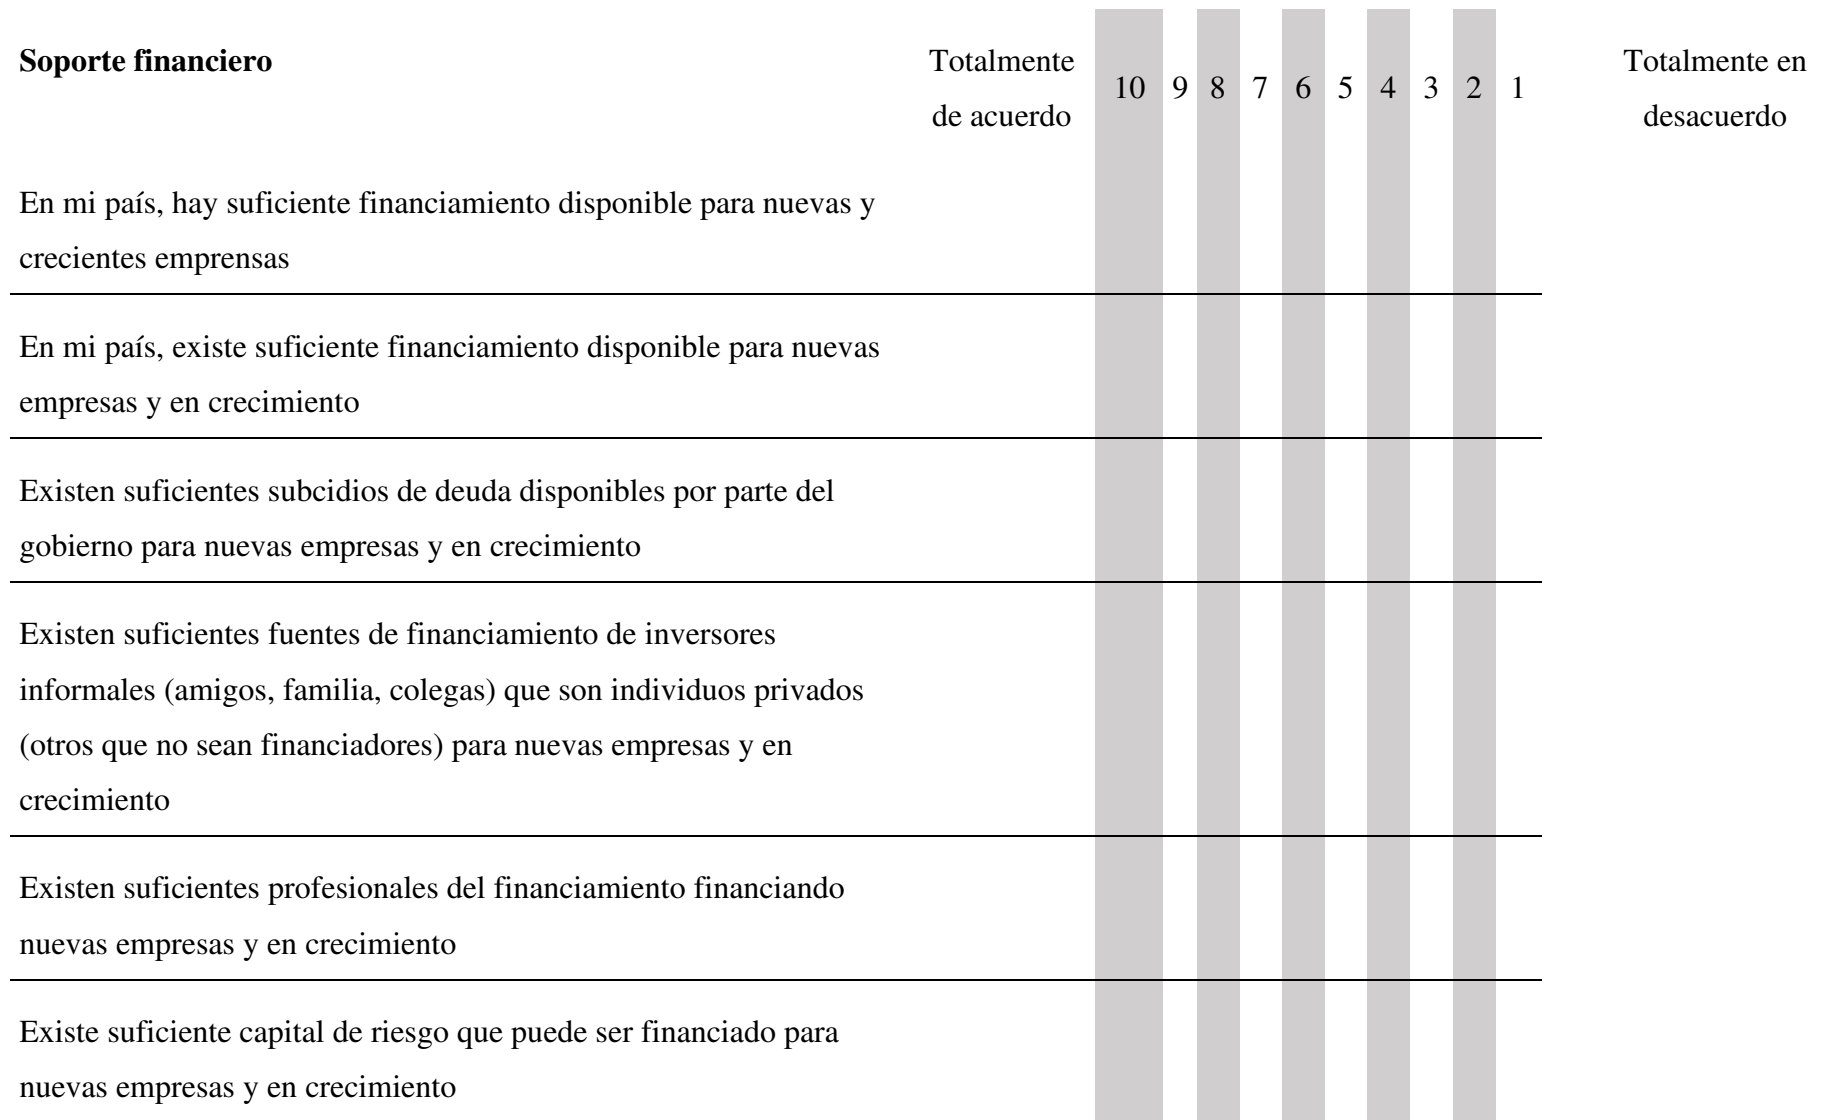 Soporte financiero
Totalmente
de acuerdo
10 9 8 7 6 5 4 3 2 1
Totalmente en
desacuerdo
En mi país, hay suficiente financiamiento disponible para nuevas y
crecientes emprensas
En mi país, existe suficiente financiamiento disponible para nuevas
empresas y en crecimiento
Existen suficientes subsidios de deuda disponibles por parte del
gobierno para nuevas empresas y en crecimiento
Existen suficientes fuentes de financiamiento de inversores
informales (amigos, familia, colegas) que son individuos privados
(otros que no sean financiadores) para nuevas empresas y en
crecimiento
Existen suficientes profesionales del financiamiento financiando
nuevas empresas y en crecimiento
Existe suficiente capital de riesgo que puede ser financiado para
nuevas empresas y en crecimiento